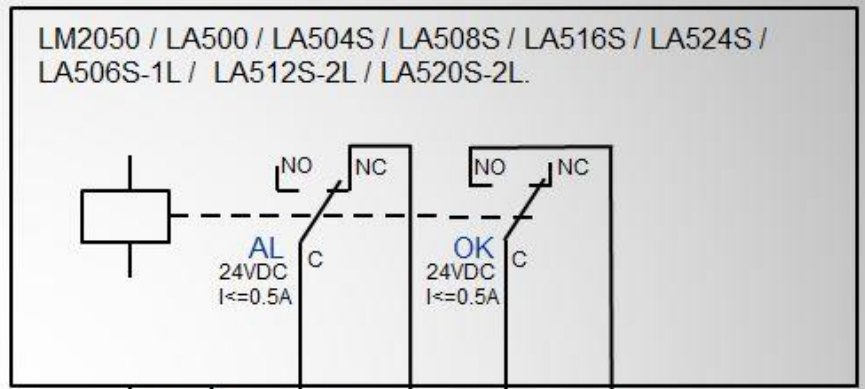 LM2050 / LA500 / LA504S / LA508S / LA516S / LA524S /
LA506S-1L / LA512S-2L / LA520S-2L.
NO NC NO NC
AL C OK C
24VDC 24VDC
I<=0.5A I<=0.5A